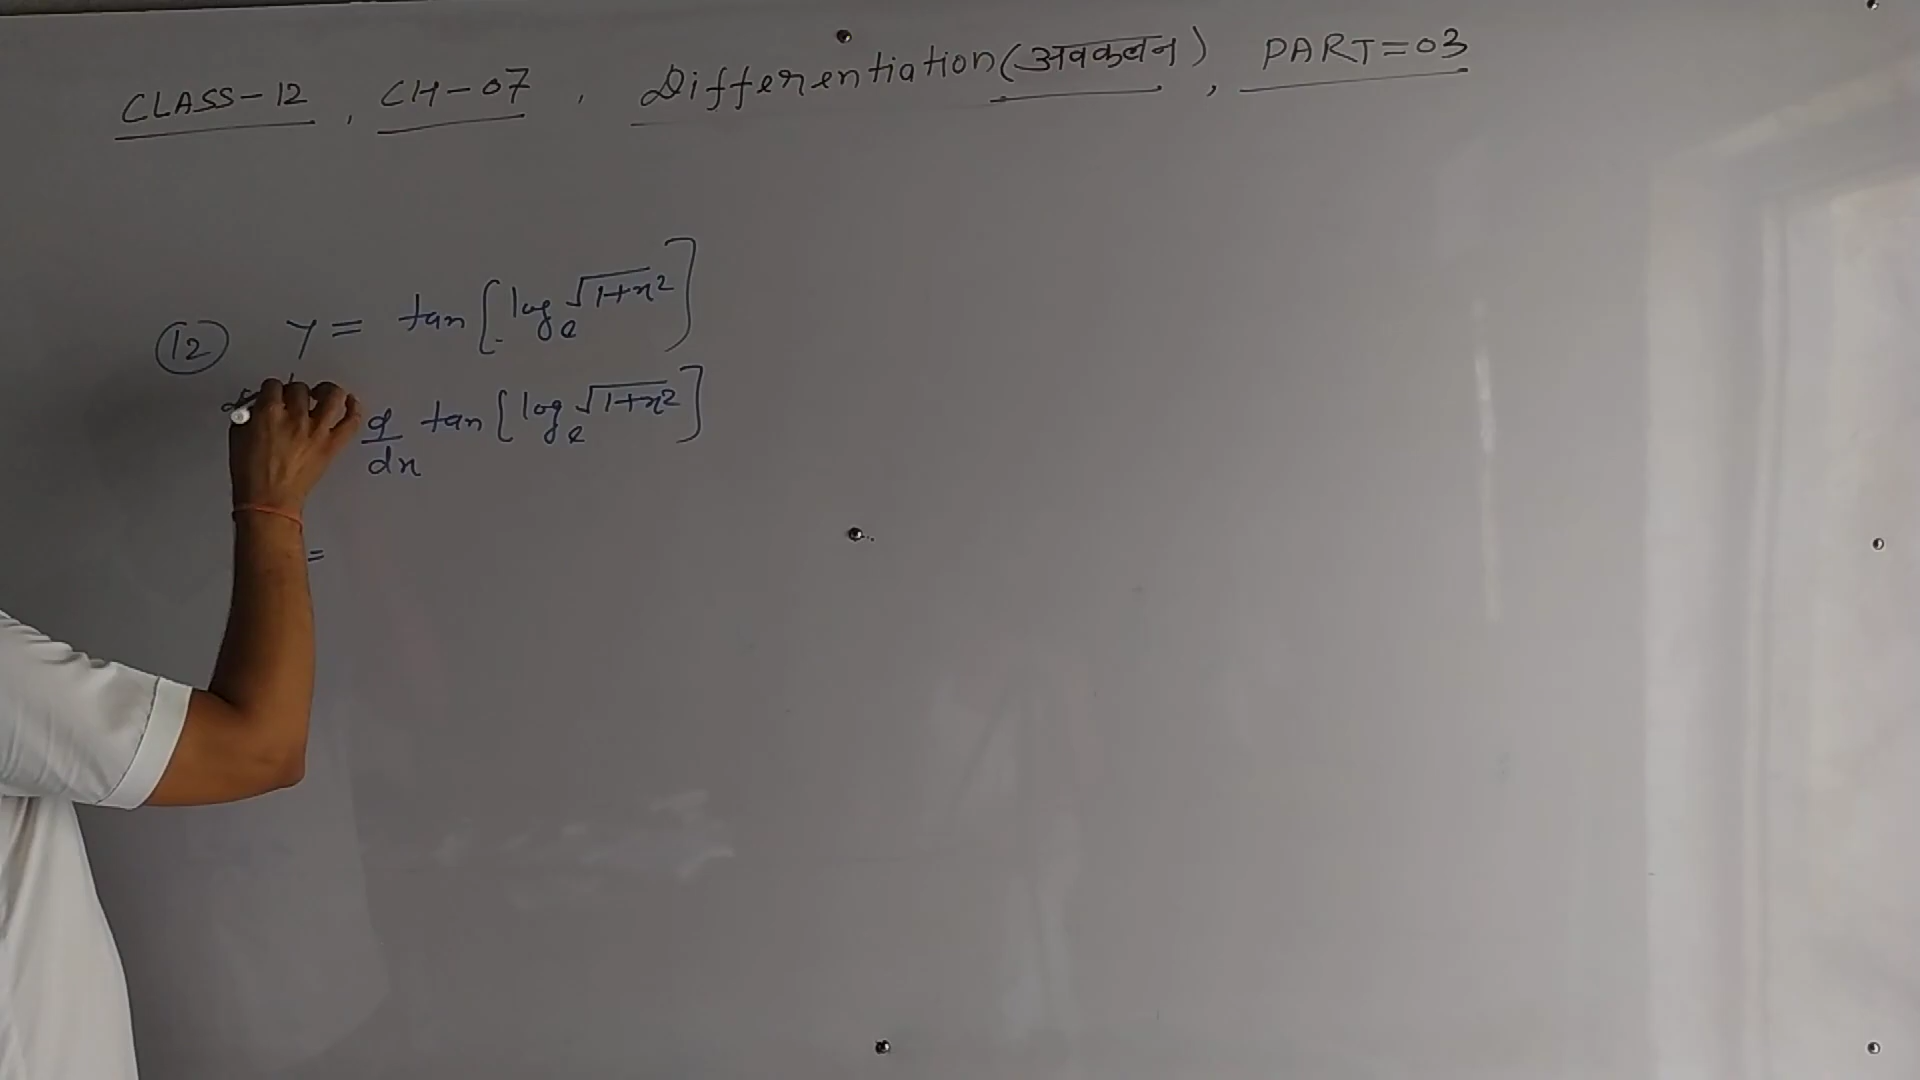 CLASS-12, CH-07, Differentiation (अवकलन), PART=03
12 y = tan[log_e √1+x²]
d/dx tan[log_e √1+x²]
=